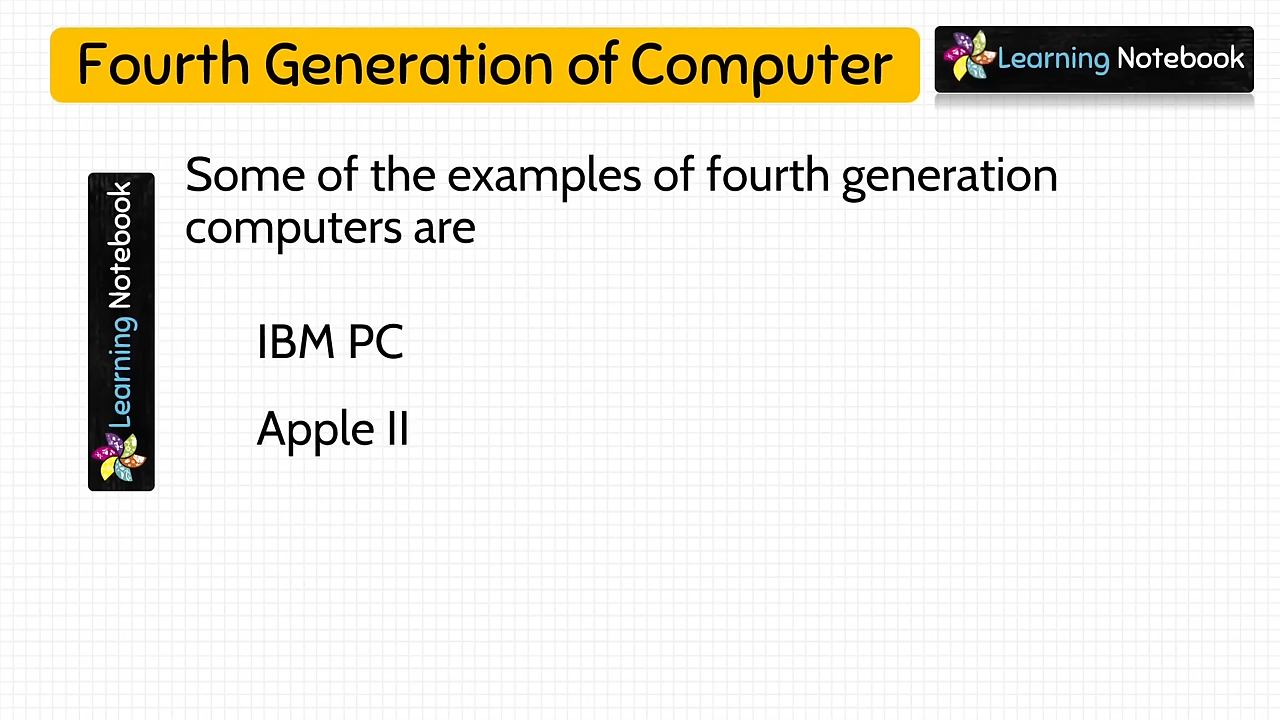 Fourth Generation of Computer
Learning Notebook
Some of the examples of fourth generation
computers are
Learning Notebook
IBM PC
Apple II